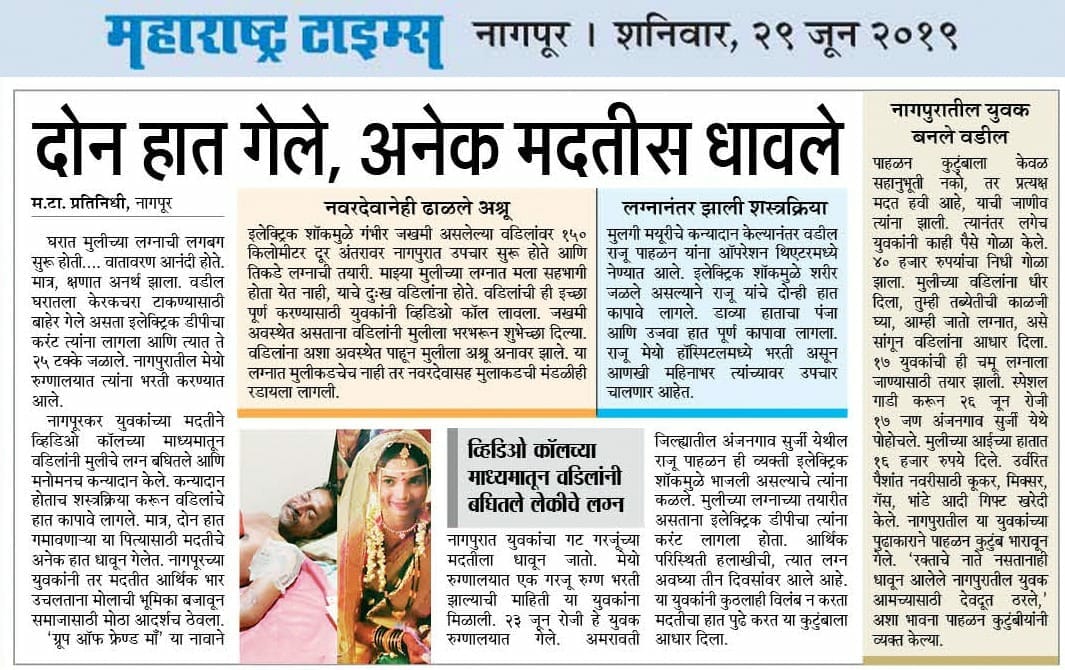 महाराष्ट्र टाइम्स नागपूर । शनिवार, २९ जून २०१९
दोन हात गेले, अनेक मदतीस धावले
म.टा. प्रतिनिधी, नागपूर
घरात मुलीच्या लग्नाची लगबग
सुरू होती.... वातावरण आनंदी होते.
मात्र, क्षणात अनर्थ झाला. वडील
घरातला केरकचरा टाकण्यासाठी
बाहेर गेले असता इलेक्ट्रिक डीपीचा
करंट त्यांना लागला आणि त्यात ते
२५ टक्के जळाले. नागपुरातील मेयो
रुग्णालयात त्यांना भरती करण्यात
आले.
नागपूरकर युवकांच्या मदतीने
व्हिडिओ कॉलच्या माध्यमातून
वडिलांनी मुलीचे लग्न बघितले आणि
मनोमनच कन्यादान केले. कन्यादान
होताच शस्त्रक्रिया करून वडिलांचे
हात कापावे लागले. मात्र, दोन हात
गमावणाऱ्या या पित्यासाठी मदतीचे
अनेक हात धावून गेलेत. नागपूरच्या
युवकांनी तर मदतीत आर्थिक भार
उचलताना मोलाची भूमिका बजावून
समाजासाठी मोठा आदर्शच ठेवला.
'ग्रुप ऑफ फ्रेण्ड माँ' या नावाने
नवरदेवानेही ढाळले अश्रू
इलेक्ट्रिक शॉकमुळे गंभीर जखमी असलेल्या वडिलांवर १५०
किलोमीटर दूर अंतरावर नागपुरात उपचार सुरू होते आणि
तिकडे लग्नाची तयारी. माझ्या मुलीच्या लग्नात मला सहभागी
होता येत नाही, याचे दुःख वडिलांना होते. वडिलांची ही इच्छा
पूर्ण करण्यासाठी युवकांनी व्हिडिओ कॉल लावला. जखमी
अवस्थेत असताना वडिलांनी मुलीला भरभरून शुभेच्छा दिल्या.
वडिलांना अशा अवस्थेत पाहून मुलीला अश्रू अनावर झाले. या
लग्नात मुलीकडचेच नाही तर नवरदेवासह मुलाकडची मंडळीही
रडायला लागली.
लग्नानंतर झाली शस्त्रक्रिया
मुलगी मयूरीचे कन्यादान केल्यानंतर वडील
राजू पाहळन यांना ऑपरेशन थिएटरमध्ये
नेण्यात आले. इलेक्ट्रिक शॉकमुळे शरीर
जळले असल्याने राजू यांचे दोन्ही हात
कापावे लागले. डाव्या हाताचा पंजा
आणि उजवा हात पूर्ण कापावा लागला.
राजू मेयो हॉस्पिटलमध्ये भरती असून
आणखी महिनाभर त्यांच्यावर उपचार
चालणार आहेत.
व्हिडिओ कॉलच्या
माध्यमातून वडिलांनी
बघितले लेकीचे लग्न
नागपुरात युवकांचा गट गरजूंच्या
मदतीला धावून जातो. मेयो
रुग्णालयात एक गरजू रुग्ण भरती
झाल्याची माहिती या युवकांना
मिळाली. २३ जून रोजी हे युवक
रुग्णालयात गेले. अमरावती
जिल्ह्यातील अंजनगाव सुर्जी येथील
राजू पाहळन ही व्यक्ती इलेक्ट्रिक
शॉकमुळे भाजली असल्याचे त्यांना
कळले. मुलीच्या लग्नाच्या तयारीत
असताना इलेक्ट्रिक डीपीचा त्यांना
करंट लागला होता. आर्थिक
परिस्थिती हलाखीची, त्यात लग्न
अवघ्या तीन दिवसांवर आले आहे.
या युवकांनी कुठलाही विलंब न करता
मदतीचा हात पुढे करत या कुटुंबाला
आधार दिला.
नागपुरातील युवक
बनले वडील
पाहळन कुटुंबाला केवळ
सहानुभूती नको, तर प्रत्यक्ष
मदत हवी आहे, याची जाणीव
त्यांना झाली. त्यानंतर लगेच
युवकांनी काही पैसे गोळा केले.
४० हजार रुपयांचा निधी गोळा
झाला. मुलीच्या वडिलांना धीर
दिला, तुम्ही तब्येतीची काळजी
घ्या, आम्ही जातो लग्नात, असे
सांगून वडिलांना आधार दिला.
१७ युवकांची ही चमू लग्नाला
जाण्यासाठी तयार झाली. स्पेशल
गाडी करून २६ जून रोजी
१७ जण अंजनगाव सुर्जी येथे
पोहोचले. मुलीच्या आईच्या हातात
१६ हजार रुपये दिले. उर्वरित
पैशांत नवरीसाठी कूकर, मिक्सर,
गॅस, भांडे आदी गिफ्ट खरेदी
केले. नागपुरातील या युवकांच्या
पुढाकाराने पाहळन कुटुंब भारावून
गेले. 'रक्ताचे नाते नसतानाही
धावून आलेले नागपुरातील युवक
आमच्यासाठी देवदूत ठरले,'
अशा भावना पाहळन कुटुंबीयांनी
व्यक्त केल्या.